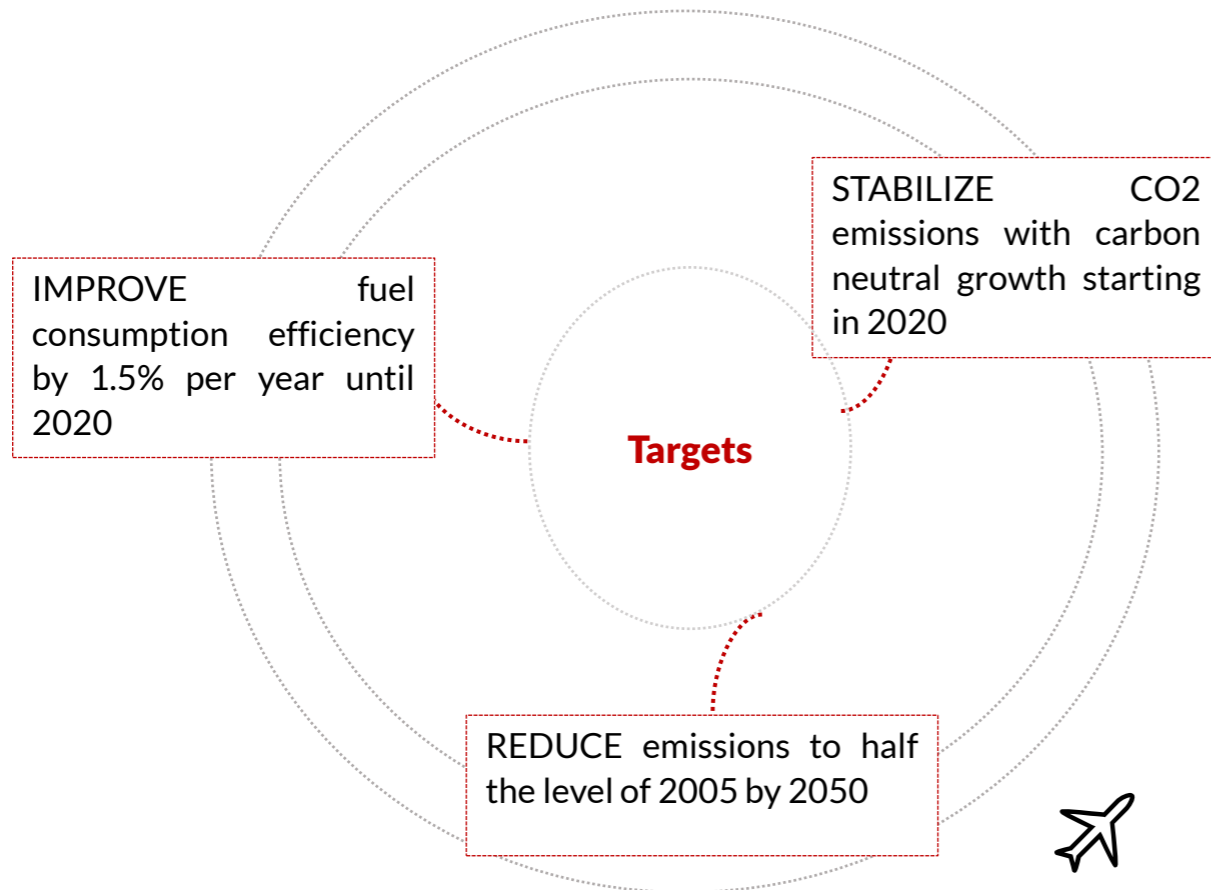 STABILIZE CO2
emissions with carbon
neutral growth starting
in 2020
IMPROVE fuel
consumption efficiency
by 1.5% per year until
2020
Targets
REDUCE emissions to half
the level of 2005 by 2050